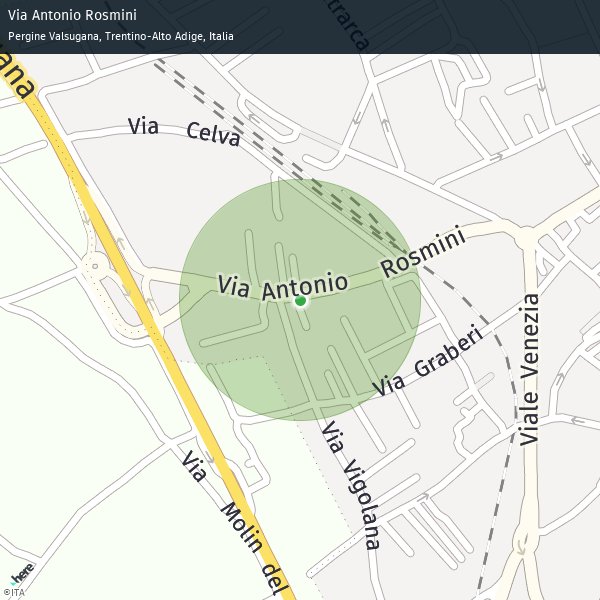 Via Antonio Rosmini
Pergine Valsugana, Trentino-Alto Adige, Italia
trarca
ana
Via Celva
Via Antonio Rosmini
Viale Venezia
Via Graberi
Via Vigolana
Via Molin del
here
©ITA